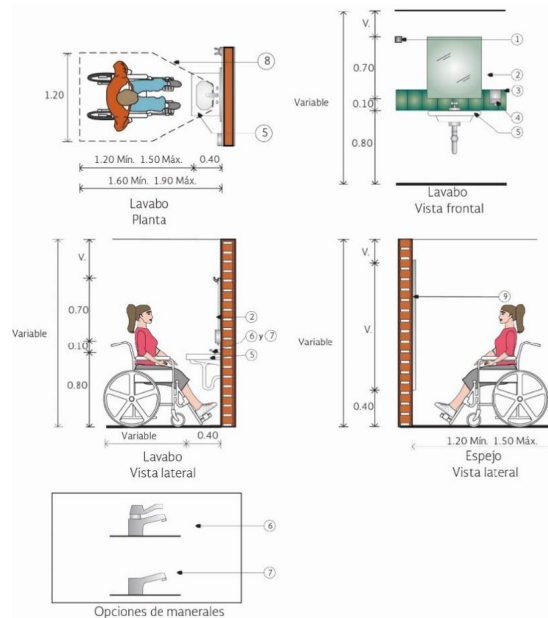 1.20
8
5
1.20 Mín. 1.50 Máx.
0.40
1.60 Mín. 1.90 Máx.
Lavabo
Planta
V.
0.70
Variable
0.10
0.80
1
2
3
4
5
Lavabo
Vista frontal
V.
0.70
Variable
0.10
0.80
2
6 y 7
5
Variable
0.40
Lavabo
Vista lateral
V.
Variable
V.
0.40
9
1.20 Mín. 1.50 Máx.
Espejo
Vista lateral
6
7
Opciones de manerales